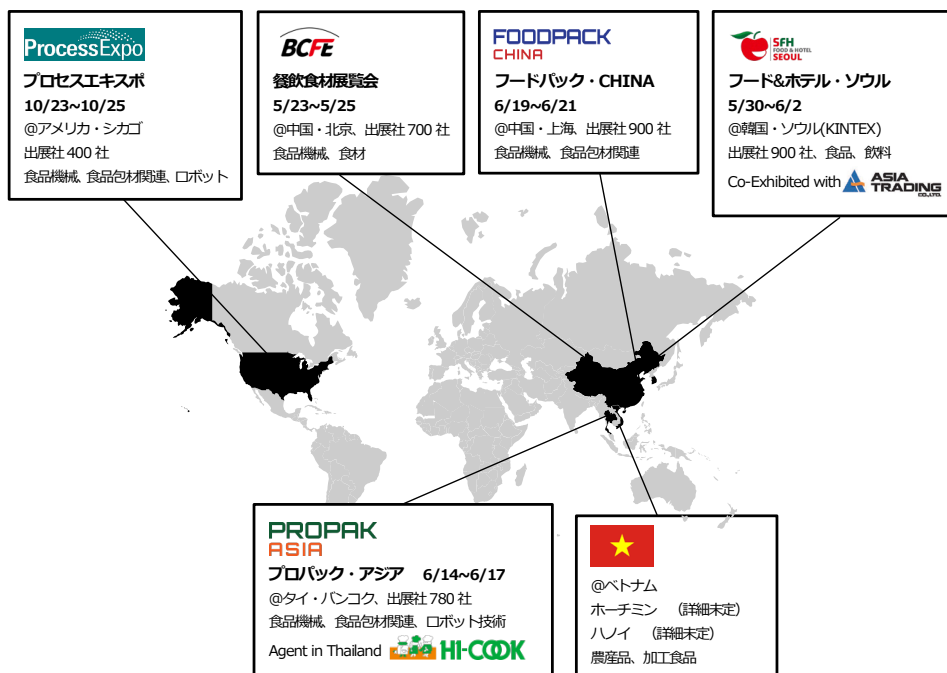 ProcessExpo
プロセスエキスポ
10/23~10/25
@アメリカ・シカゴ
出展社 400 社
食品機械、食品包材関連、ロボット
BCFE
餐飲食材展覧会
5/23~5/25
@中国・北京、出展社 700 社
食品機械、食材
FOODPACK
CHINA
フードパック・CHINA
6/19~6/21
@中国・上海、出展社 900 社
食品機械、食品包材関連
SFH
FOOD & HOTEL
SEOUL
フード&ホテル・ソウル
5/30~6/2
@韓国・ソウル(KINTEX)
出展社 900 社、食品、飲料
Co-Exhibited with ASIA
TRADING
CO.,LTD.
PROPAK
ASIA
プロパック・アジア 6/14~6/17
@タイ・バンコク、出展社 780 社
食品機械、食品包材関連、ロボット技術
Agent in Thailand HI-COOK
@ベトナム
ホーチミン （詳細未定）
ハノイ （詳細未定）
農産品、加工食品